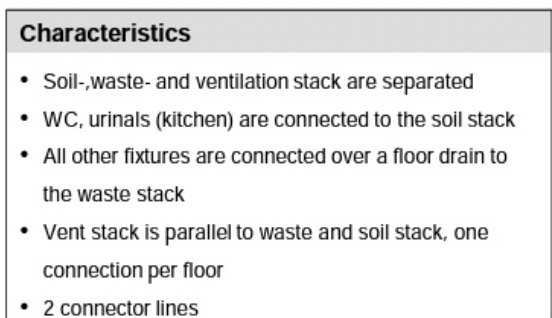 Characteristics
• Soil-,waste- and ventilation stack are separated
• WC, urinals (kitchen) are connected to the soil stack
• All other fixtures are connected over a floor drain to
the waste stack
• Vent stack is parallel to waste and soil stack, one
connection per floor
• 2 connector lines